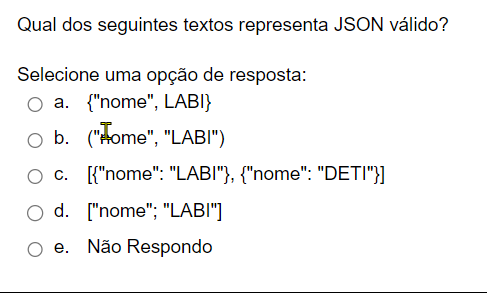 Qual dos seguintes textos representa JSON válido?
Selecione uma opção de resposta:
a. {"nome", LABI}
b. ("nome", "LABI")
c. [{"nome": "LABI"}, {"nome": "DETI"}]
d. ["nome"; "LABI"]
e. Não Respondo